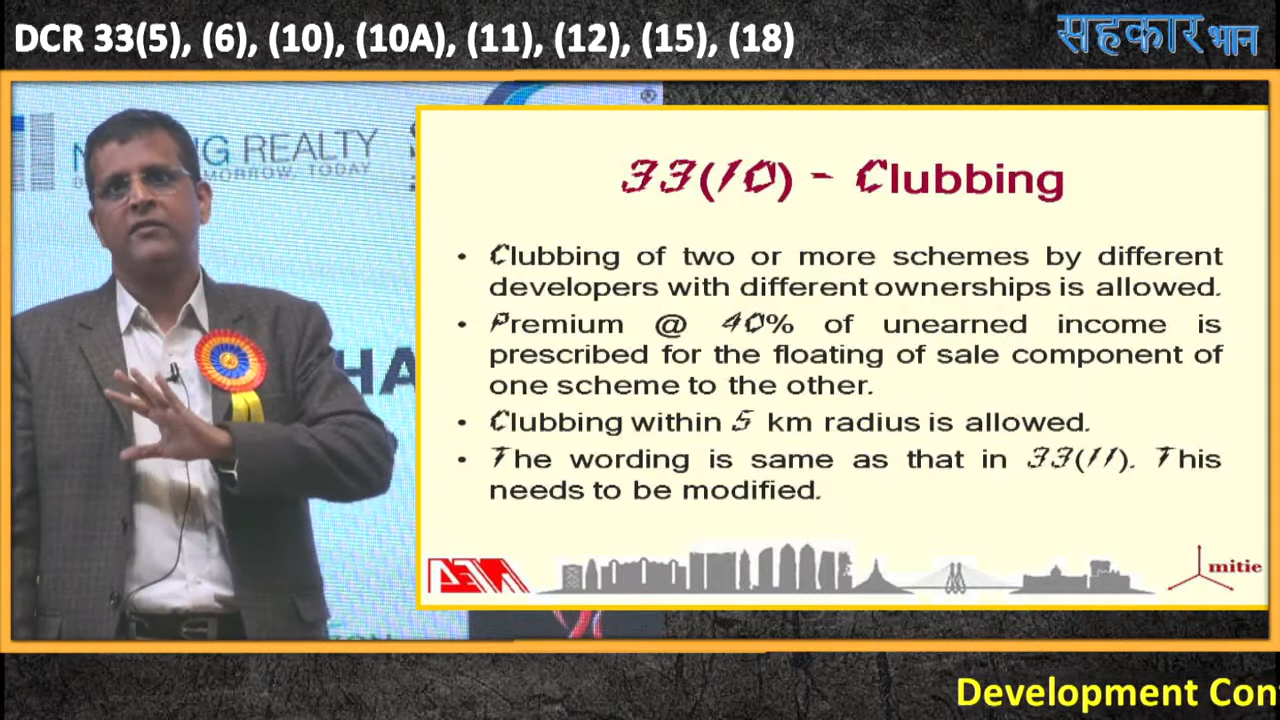 DCR 33(5), (6), (10), (10A), (11), (12), (15), (18)
सहकार भान
REALTY
TODAY
33(10) - Clubbing
• Clubbing of two or more schemes by different
developers with different ownerships is allowed.
• Premium @ 40% of unearned income is
prescribed for the floating of sale component of
one scheme to the other.
• Clubbing within 5 km radius is allowed.
• The wording is same as that in 33(11). This
needs to be modified.
mitie
Development Con